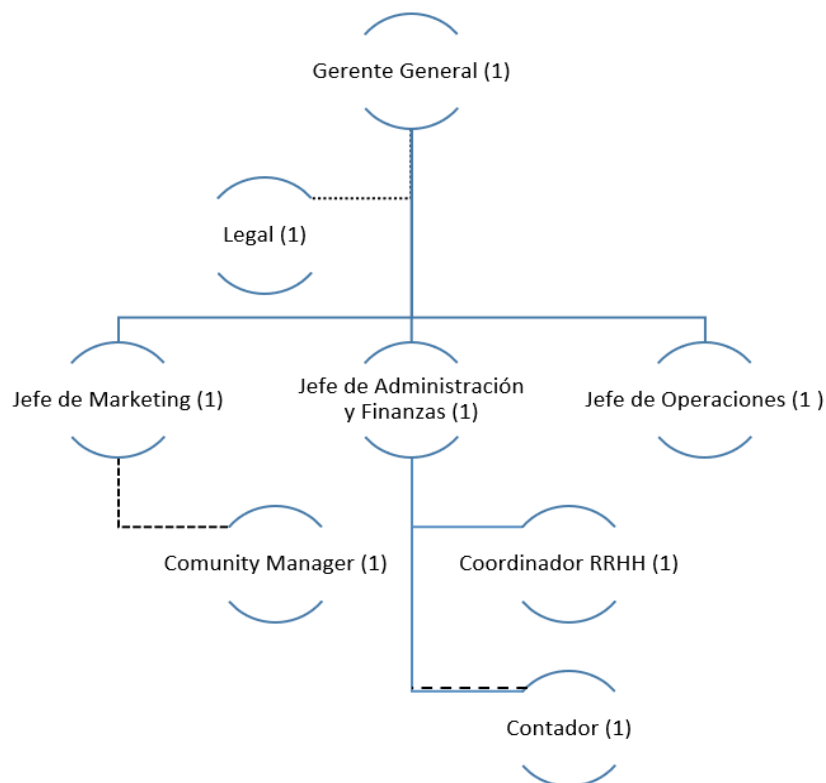 Gerente General (1)
Legal (1)
Jefe de Marketing (1)
Jefe de Administración
y Finanzas (1)
Jefe de Operaciones (1 )
Comunity Manager (1)
Coordinador RRHH (1)
Contador (1)